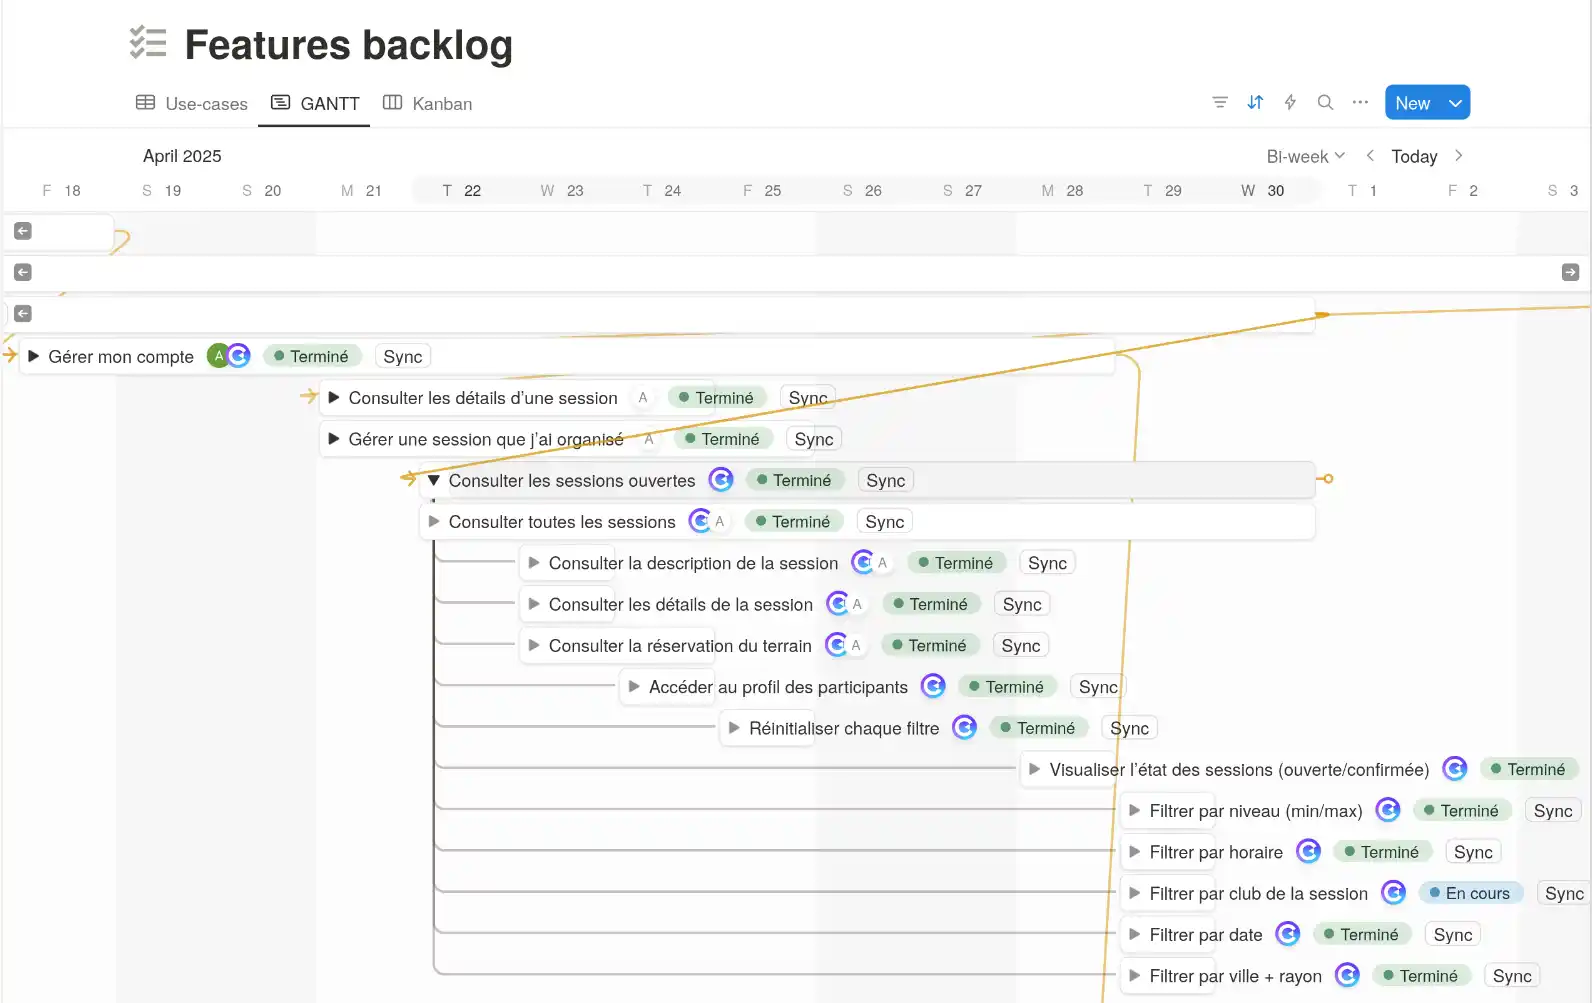 Features backlog
Use-cases GANTT Kanban New
April 2025 Bi-week Today
F 18 S 19 S 20 M 21 T 22 W 23 T 24 F 25 S 26 S 27 M 28 T 29 W 30 T 1 F 2 S 3
Gérer mon compte A Terminé Sync
Consulter les détails d’une session A Terminé Sync
Gérer une session que j’ai organisé A Terminé Sync
Consulter les sessions ouvertes Terminé Sync
Consulter toutes les sessions A Terminé Sync
Consulter la description de la session A Terminé Sync
Consulter les détails de la session A Terminé Sync
Consulter la réservation du terrain A Terminé Sync
Accéder au profil des participants Terminé Sync
Réinitialiser chaque filtre Terminé Sync
Visualiser l’état des sessions (ouverte/confirmée) Terminé
Filtrer par niveau (min/max) Terminé Sync
Filtrer par horaire Terminé Sync
Filtrer par club de la session En cours Sync
Filtrer par date Terminé Sync
Filtrer par ville + rayon Terminé Sync